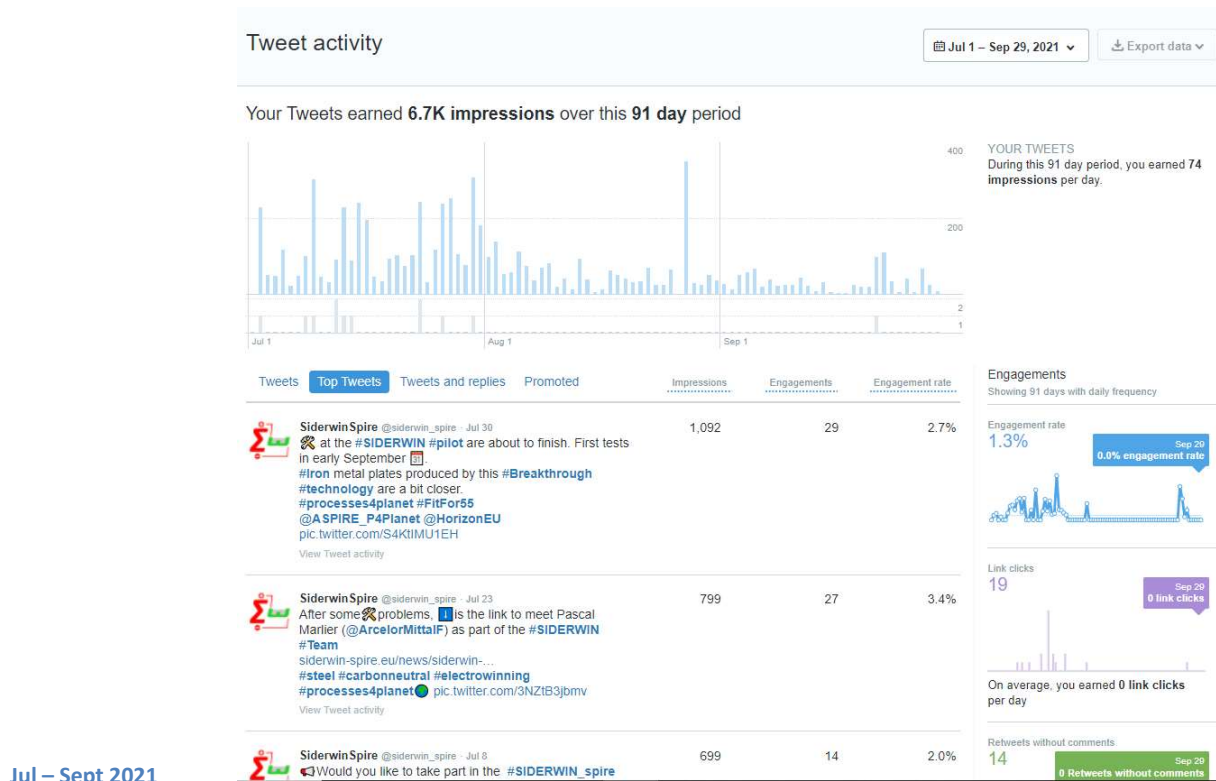 Tweet activity
Jul 1 – Sep 29, 2021
Export data
Your Tweets earned 6.7K impressions over this 91 day period
400
200
2
1
Jul 1
Aug 1
Sep 1
YOUR TWEETS
During this 91 day period, you earned 74
impressions per day.
Tweets Top Tweets Tweets and replies Promoted Impressions Engagements Engagement rate
Siderwin Spire @siderwin_spire · Jul 30 1,092 29 2.7%
🛠 at the #SIDERWIN #pilot are about to finish. First tests
in early September 📅.
#Iron metal plates produced by this #Breakthrough
#technology are a bit closer.
#processes4planet #FitFor55
@ASPIRE_P4Planet @HorizonEU
pic.twitter.com/S4KtIMU1EH
View Tweet activity
Siderwin Spire @siderwin_spire · Jul 23 799 27 3.4%
After some 🛠 problems, ⬇ is the link to meet Pascal
Marlier (@ArcelorMittalF) as part of the #SIDERWIN
#Team
siderwin-spire.eu/news/siderwin-…
#steel #carbonneutral #electrowinning
#processes4planet🌍 pic.twitter.com/3NZtB3jbmv
View Tweet activity
Siderwin Spire @siderwin_spire · Jul 8 699 14 2.0%
📢Would you like to take part in the #SIDERWIN_spire
Engagements
Showing 91 days with daily frequency
Engagement rate
1.3%
Sep 29
0.0% engagement rate
Link clicks
19
Sep 29
0 link clicks
On average, you earned 0 link clicks
per day
Retweets without comments
14
Sep 29
0 Retweets without comments
Jul – Sept 2021